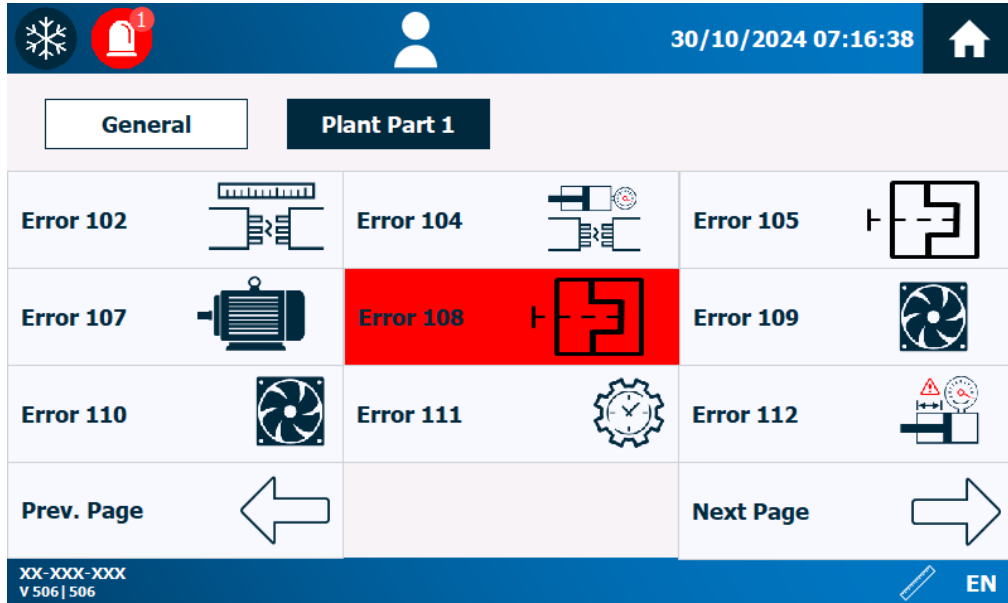 1
30/10/2024 07:16:38
General
Plant Part 1
Error 102
Error 104
Error 105
Error 107
Error 108
Error 109
Error 110
Error 111
Error 112
Prev. Page
Next Page
XX-XXX-XXX
V 506 | 506
EN